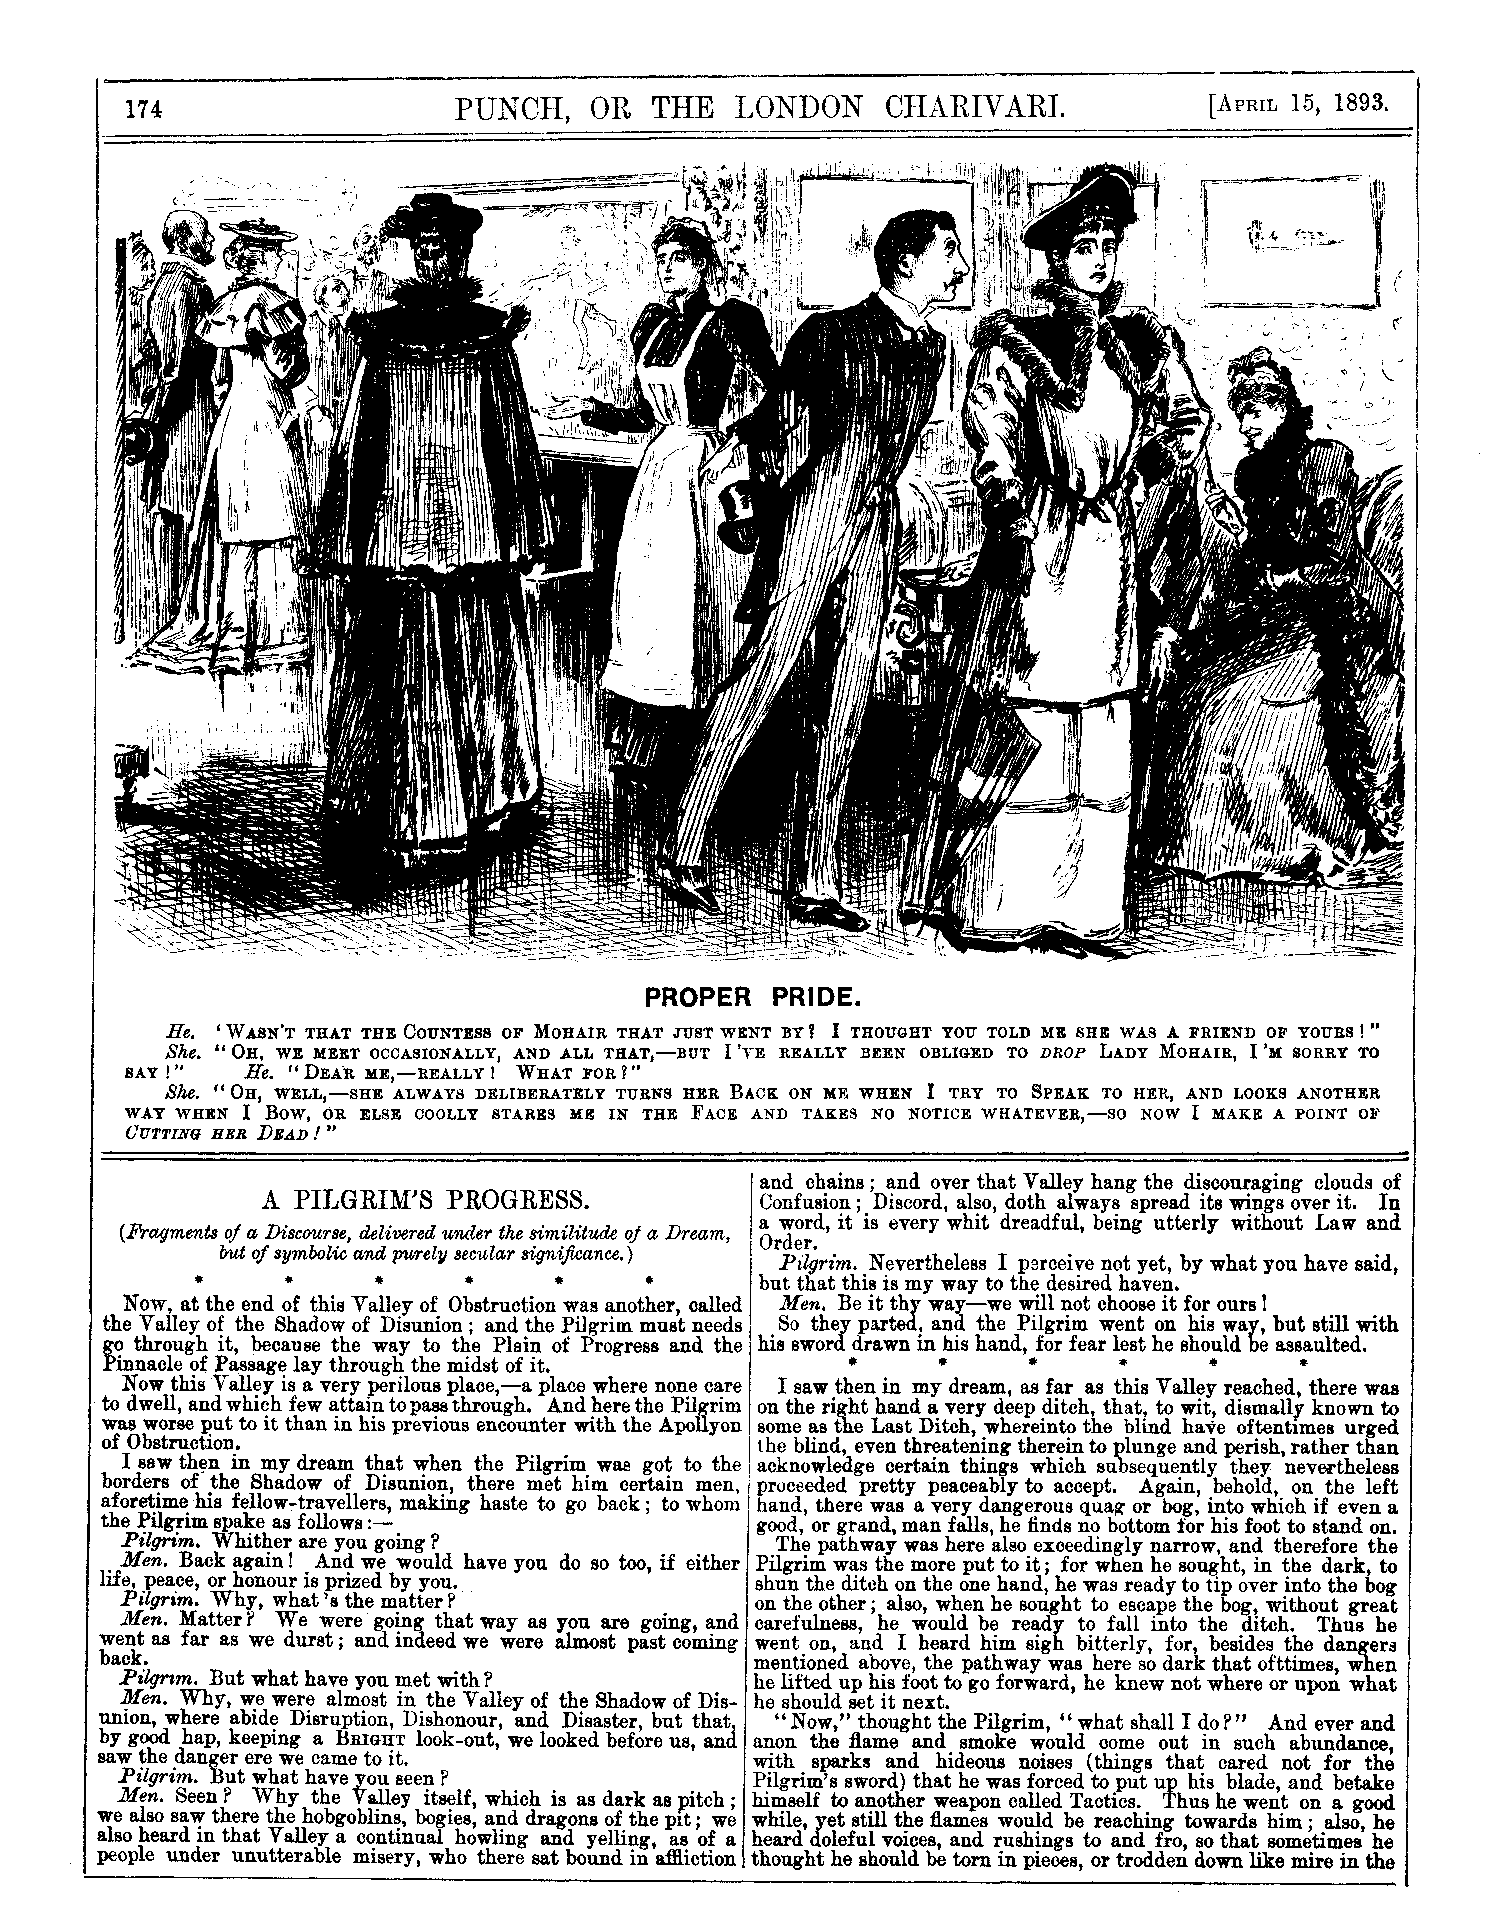 174 PUNCH, OR THE LONDON CHARIVARI. [APRIL 15, 1893.
PROPER PRIDE.
He. 'WASN'T THAT THE COUNTESS OF MOHAIR THAT JUST WENT BY? I THOUGHT YOU TOLD ME SHE WAS A FRIEND OF YOURS!"
She. "OH, WE MEET OCCASIONALLY, AND ALL THAT,—BUT I'VE REALLY BEEN OBLIGED TO DROP LADY MOHAIR, I'M SORRY TO
SAY!" He. "DEAR ME,—REALLY! WHAT FOR?"
She. "OH, WELL,—SHE ALWAYS DELIBERATELY TURNS HER BACK ON ME WHEN I TRY TO SPEAK TO HER, AND LOOKS ANOTHER
WAY WHEN I BOW, OR ELSE COOLLY STARES ME IN THE FACE AND TAKES NO NOTICE WHATEVER,—SO NOW I MAKE A POINT OF
CUTTING HER DEAD!"
A PILGRIM'S PROGRESS.
(Fragments of a Discourse, delivered under the similitude of a Dream,
but of symbolic and purely secular significance.)
* * * * * *
Now, at the end of this Valley of Obstruction was another, called
the Valley of the Shadow of Disunion; and the Pilgrim must needs
go through it, because the way to the Plain of Progress and the
Pinnacle of Passage lay through the midst of it.
Now this Valley is a very perilous place,—a place where none care
to dwell, and which few attain to pass through. And here the Pilgrim
was worse put to it than in his previous encounter with the Apollyon
of Obstruction.
I saw then in my dream that when the Pilgrim was got to the
borders of the Shadow of Disunion, there met him certain men,
aforetime his fellow-travellers, making haste to go back; to whom
the Pilgrim spake as follows:—
Pilgrim. Whither are you going?
Men. Back again! And we would have you do so too, if either
life, peace, or honour is prized by you.
Pilgrim. Why, what's the matter?
Men. Matter? We were going that way as you are going, and
went as far as we durst; and indeed we were almost past coming
back.
Pilgrim. But what have you met with?
Men. Why, we were almost in the Valley of the Shadow of Dis-
union, where abide Disruption, Dishonour, and Disaster, but that,
by good hap, keeping a BRIGHT look-out, we looked before us, and
saw the danger ere we came to it.
Pilgrim. But what have you seen?
Men. Seen? Why the Valley itself, which is as dark as pitch;
we also saw there the hobgoblins, bogies, and dragons of the pit; we
also heard in that Valley a continual howling and yelling, as of a
people under unutterable misery, who there sat bound in affliction
and chains; and over that Valley hang the discouraging clouds of
Confusion; Discord, also, doth always spread its wings over it. In
a word, it is every whit dreadful, being utterly without Law and
Order.
Pilgrim. Nevertheless I perceive not yet, by what you have said,
but that this is my way to the desired haven.
Men. Be it thy way—we will not choose it for ours!
So they parted, and the Pilgrim went on his way, but still with
his sword drawn in his hand, for fear lest he should be assaulted.
* * * * * *
I saw then in my dream, as far as this Valley reached, there was
on the right hand a very deep ditch, that, to wit, dismally known to
some as the Last Ditch, whereinto the blind have oftentimes urged
the blind, even threatening therein to plunge and perish, rather than
acknowledge certain things which subsequently they nevertheless
proceeded pretty peaceably to accept. Again, behold, on the left
hand, there was a very dangerous quag or bog, into which if even a
good, or grand, man falls, he finds no bottom for his foot to stand on.
The pathway was here also exceedingly narrow, and therefore the
Pilgrim was the more put to it; for when he sought, in the dark, to
shun the ditch on the one hand, he was ready to tip over into the bog
on the other; also, when he sought to escape the bog, without great
carefulness, he would be ready to fall into the ditch. Thus he
went on, and I heard him sigh bitterly, for, besides the dangers
mentioned above, the pathway was here so dark that ofttimes, when
he lifted up his foot to go forward, he knew not where or upon what
he should set it next.
"Now," thought the Pilgrim, "what shall I do?" And ever and
anon the flame and smoke would come out in such abundance,
with sparks and hideous noises (things that cared not for the
Pilgrim's sword) that he was forced to put up his blade, and betake
himself to another weapon called Tactics. Thus he went on a good
while, yet still the flames would be reaching towards him; also, he
heard doleful voices, and rushings to and fro, so that sometimes he
thought he should be torn in pieces, or trodden down like mire in the